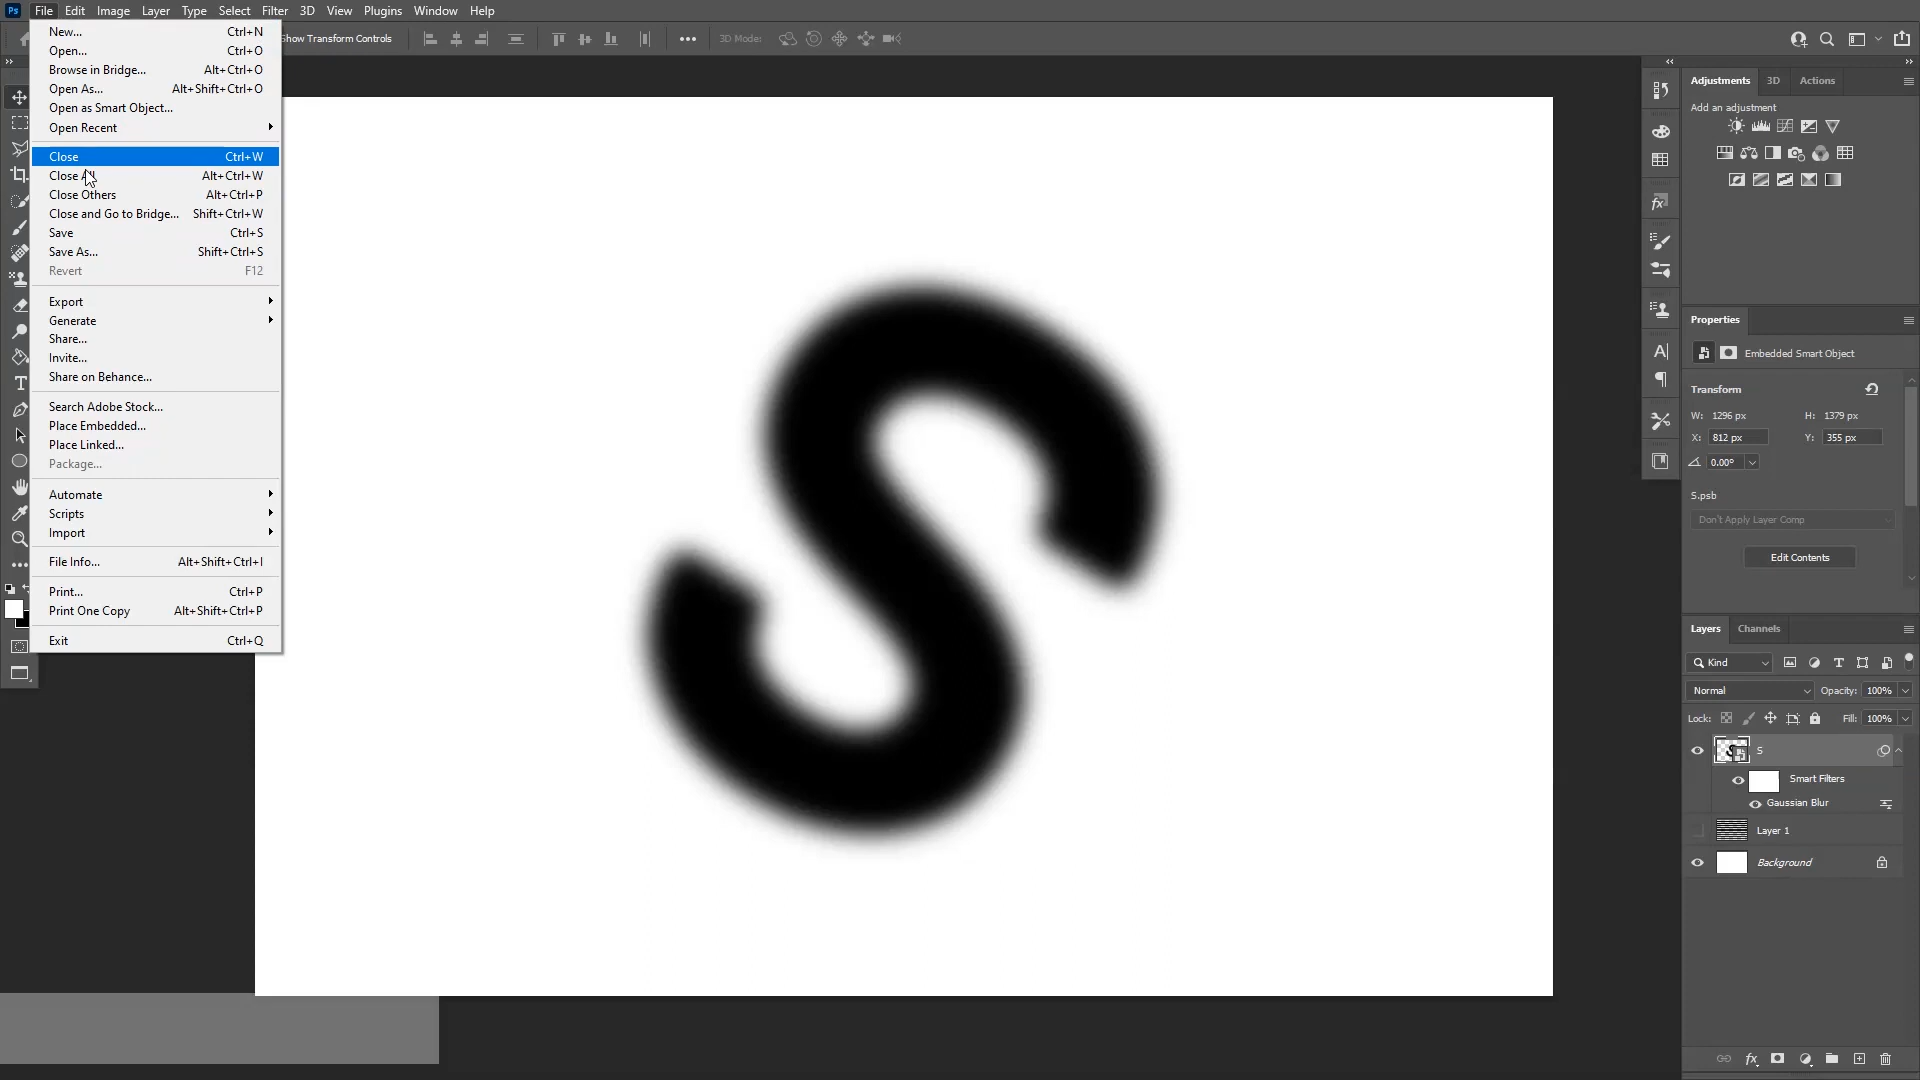 Ps File Edit Image Layer Type Select Filter 3D View Plugins Window Help
Show Transform Controls 3D Mode:
New... Ctrl+N
Open... Ctrl+O
Browse in Bridge... Alt+Ctrl+O
Open As... Alt+Shift+Ctrl+O
Open as Smart Object...
Open Recent
Close Ctrl+W
Close All Alt+Ctrl+W
Close Others Alt+Ctrl+P
Close and Go to Bridge... Shift+Ctrl+W
Save Ctrl+S
Save As... Shift+Ctrl+S
Revert F12
Export
Generate
Share...
Invite...
Share on Behance...
Search Adobe Stock...
Place Embedded...
Place Linked...
Package...
Automate
Scripts
Import
File Info... Alt+Shift+Ctrl+I
Print... Ctrl+P
Print One Copy Alt+Shift+Ctrl+P
Exit Ctrl+Q
S
Adjustments 3D Actions
Add an adjustment
Properties
Embedded Smart Object
Transform
W: 1296 px H: 1379 px
X: 812 px Y: 355 px
0.00°
S.psb
Don't Apply Layer Comp
Edit Contents
Layers Channels
Kind
Normal Opacity: 100%
Lock: Fill: 100%
S
Smart Filters
Gaussian Blur
Layer 1
Background
fx